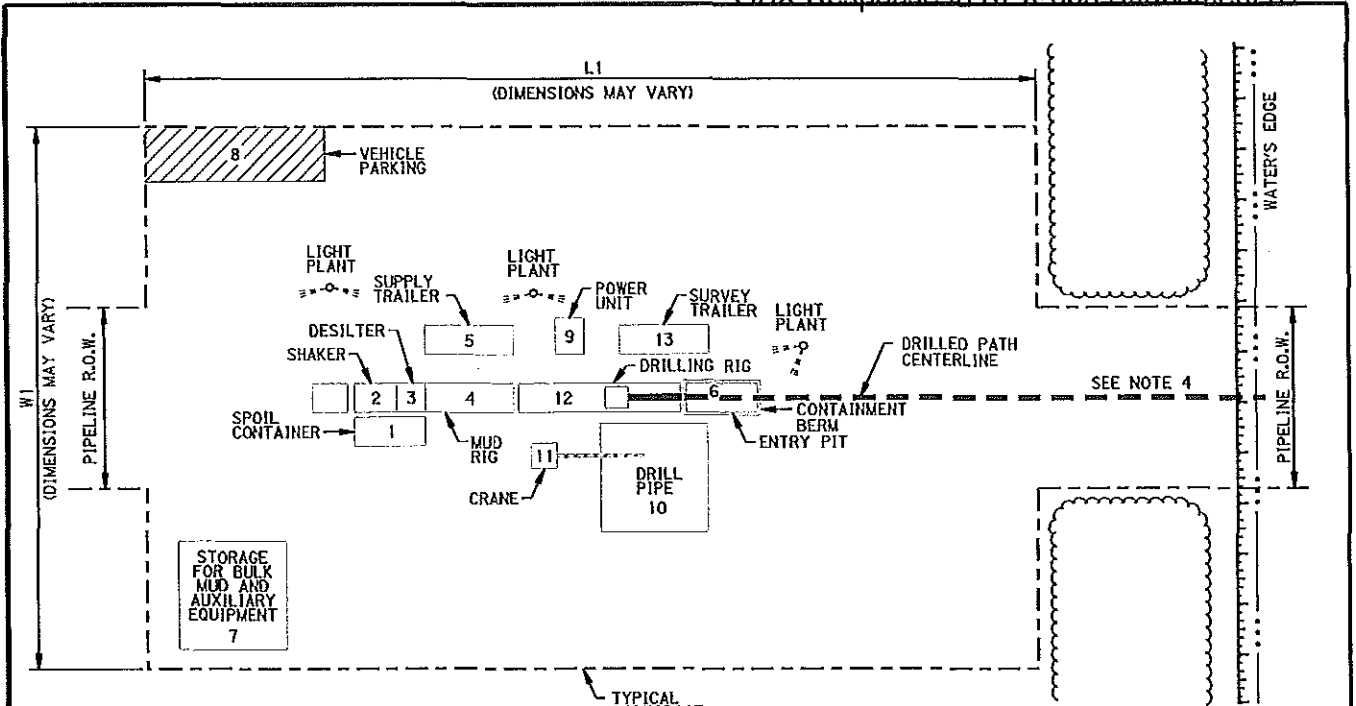 L1
(DIMENSIONS MAY VARY)
WATER'S EDGE
8
VEHICLE
PARKING
W1
(DIMENSIONS MAY VARY)
PIPELINE R.O.W.
LIGHT
PLANT
LIGHT
PLANT
SUPPLY
TRAILER
POWER
UNIT
SURVEY
TRAILER
LIGHT
PLANT
DESILTER
5
9
13
SHAKER
DRILLING RIG
DRILLED PATH
CENTERLINE
2
3
4
12
6
SEE NOTE 4
SPOIL
CONTAINER
1
MUD
RIG
CONTAINMENT
BERM
ENTRY PIT
PIPELINE R.O.W.
11
CRANE
DRILL
PIPE
10
STORAGE
FOR BULK
MUD AND
AUXILIARY
EQUIPMENT
7
TYPICAL